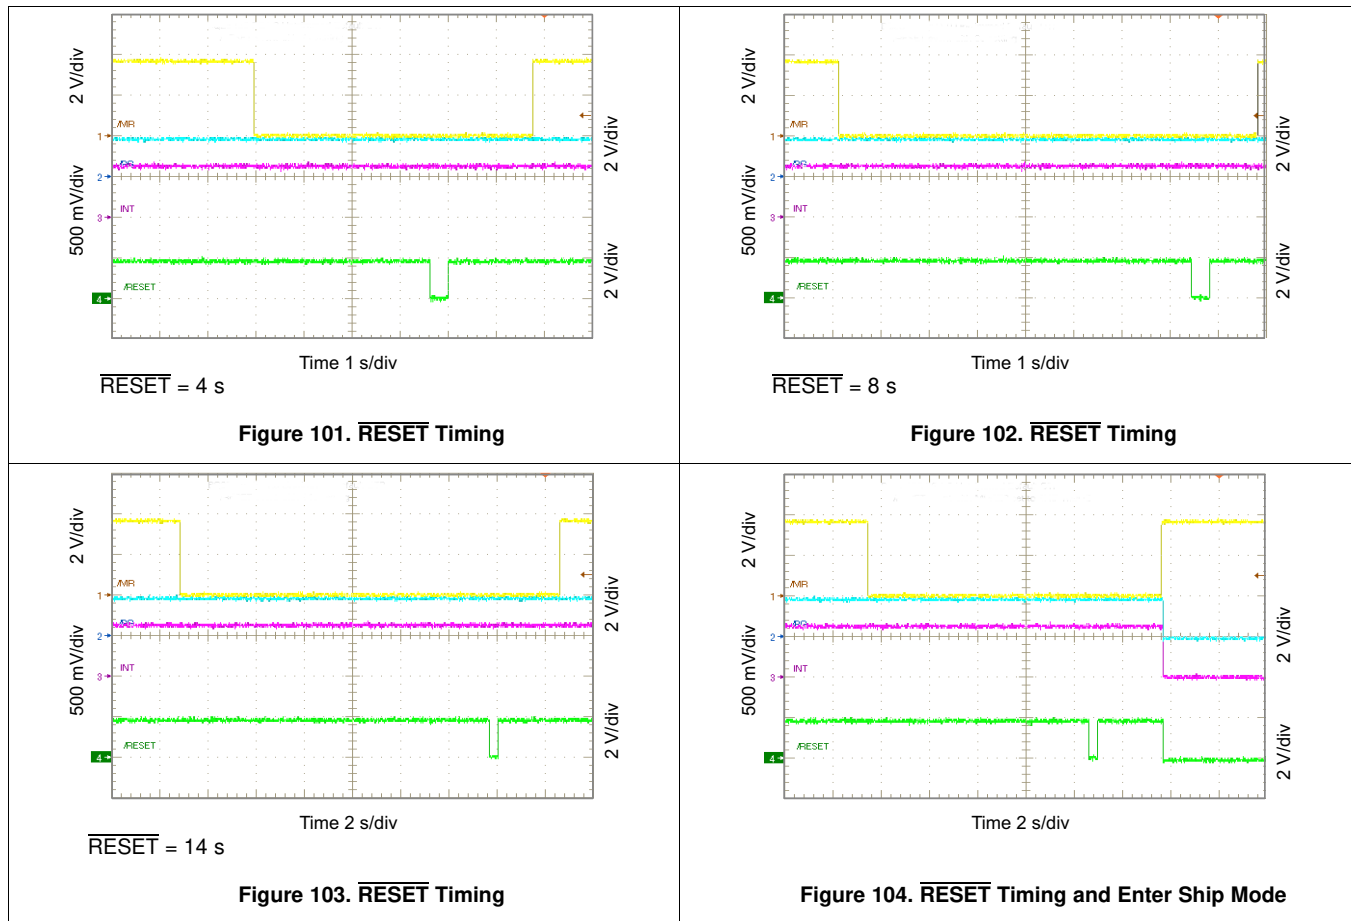 2 V/div
500 mV/div
/MR
1
2
INT
3
/RESET
4
2 V/div
2 V/div
Time 1 s/div
RESET = 4 s
Figure 101. RESET Timing
2 V/div
500 mV/div
/MR
1
2
INT
3
/RESET
4
2 V/div
2 V/div
Time 1 s/div
RESET = 8 s
Figure 102. RESET Timing
2 V/div
500 mV/div
/MR
1
2
INT
3
/RESET
4
2 V/div
2 V/div
Time 2 s/div
RESET = 14 s
Figure 103. RESET Timing
2 V/div
500 mV/div
/MR
1
2
INT
3
/RESET
4
2 V/div
2 V/div
Time 2 s/div
Figure 104. RESET Timing and Enter Ship Mode